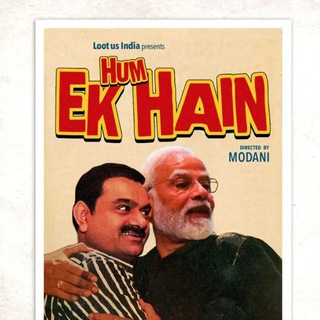 Loot us India presents
HUM
EK HAIN
DIRECTED BY
MODANI